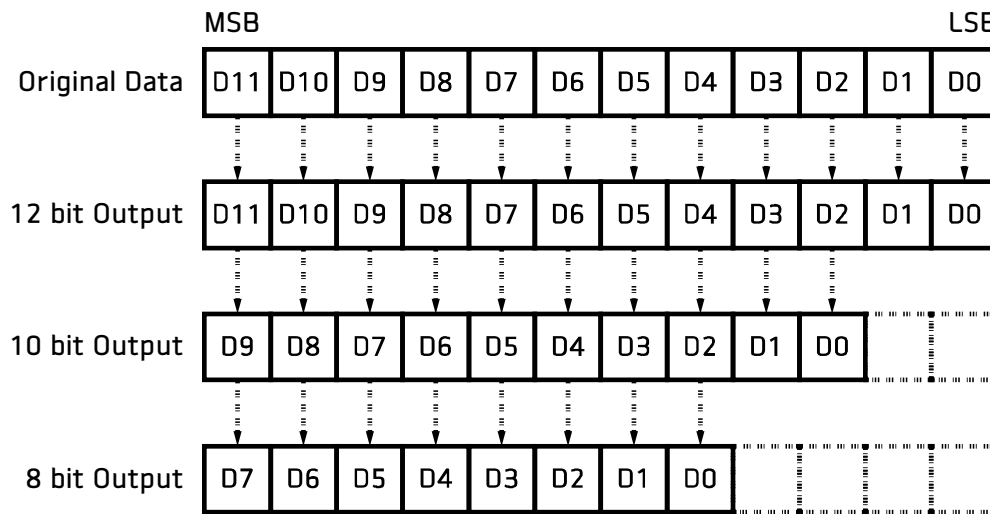 MSB LSB
Original Data D11 D10 D9 D8 D7 D6 D5 D4 D3 D2 D1 D0
12 bit Output D11 D10 D9 D8 D7 D6 D5 D4 D3 D2 D1 D0
10 bit Output D9 D8 D7 D6 D5 D4 D3 D2 D1 D0
8 bit Output D7 D6 D5 D4 D3 D2 D1 D0